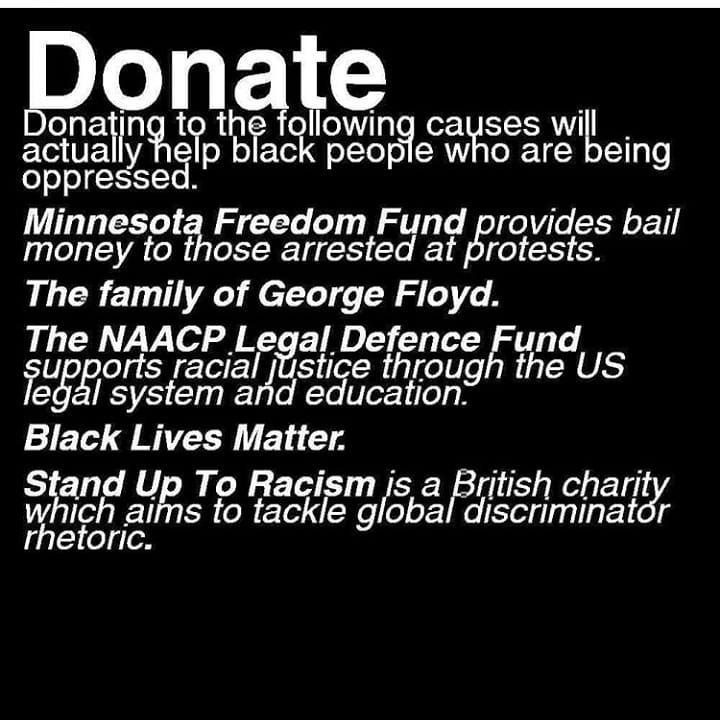 Donate
Donating to the following causes will
actually help black people who are being
oppressed.
Minnesota Freedom Fund provides bail
money to those arrested at protests.
The family of George Floyd.
The NAACP Legal Defence Fund
supports racial justice through the US
legal system and education.
Black Lives Matter.
Stand Up To Racism is a British charity
which aims to tackle global discriminator
rhetoric.